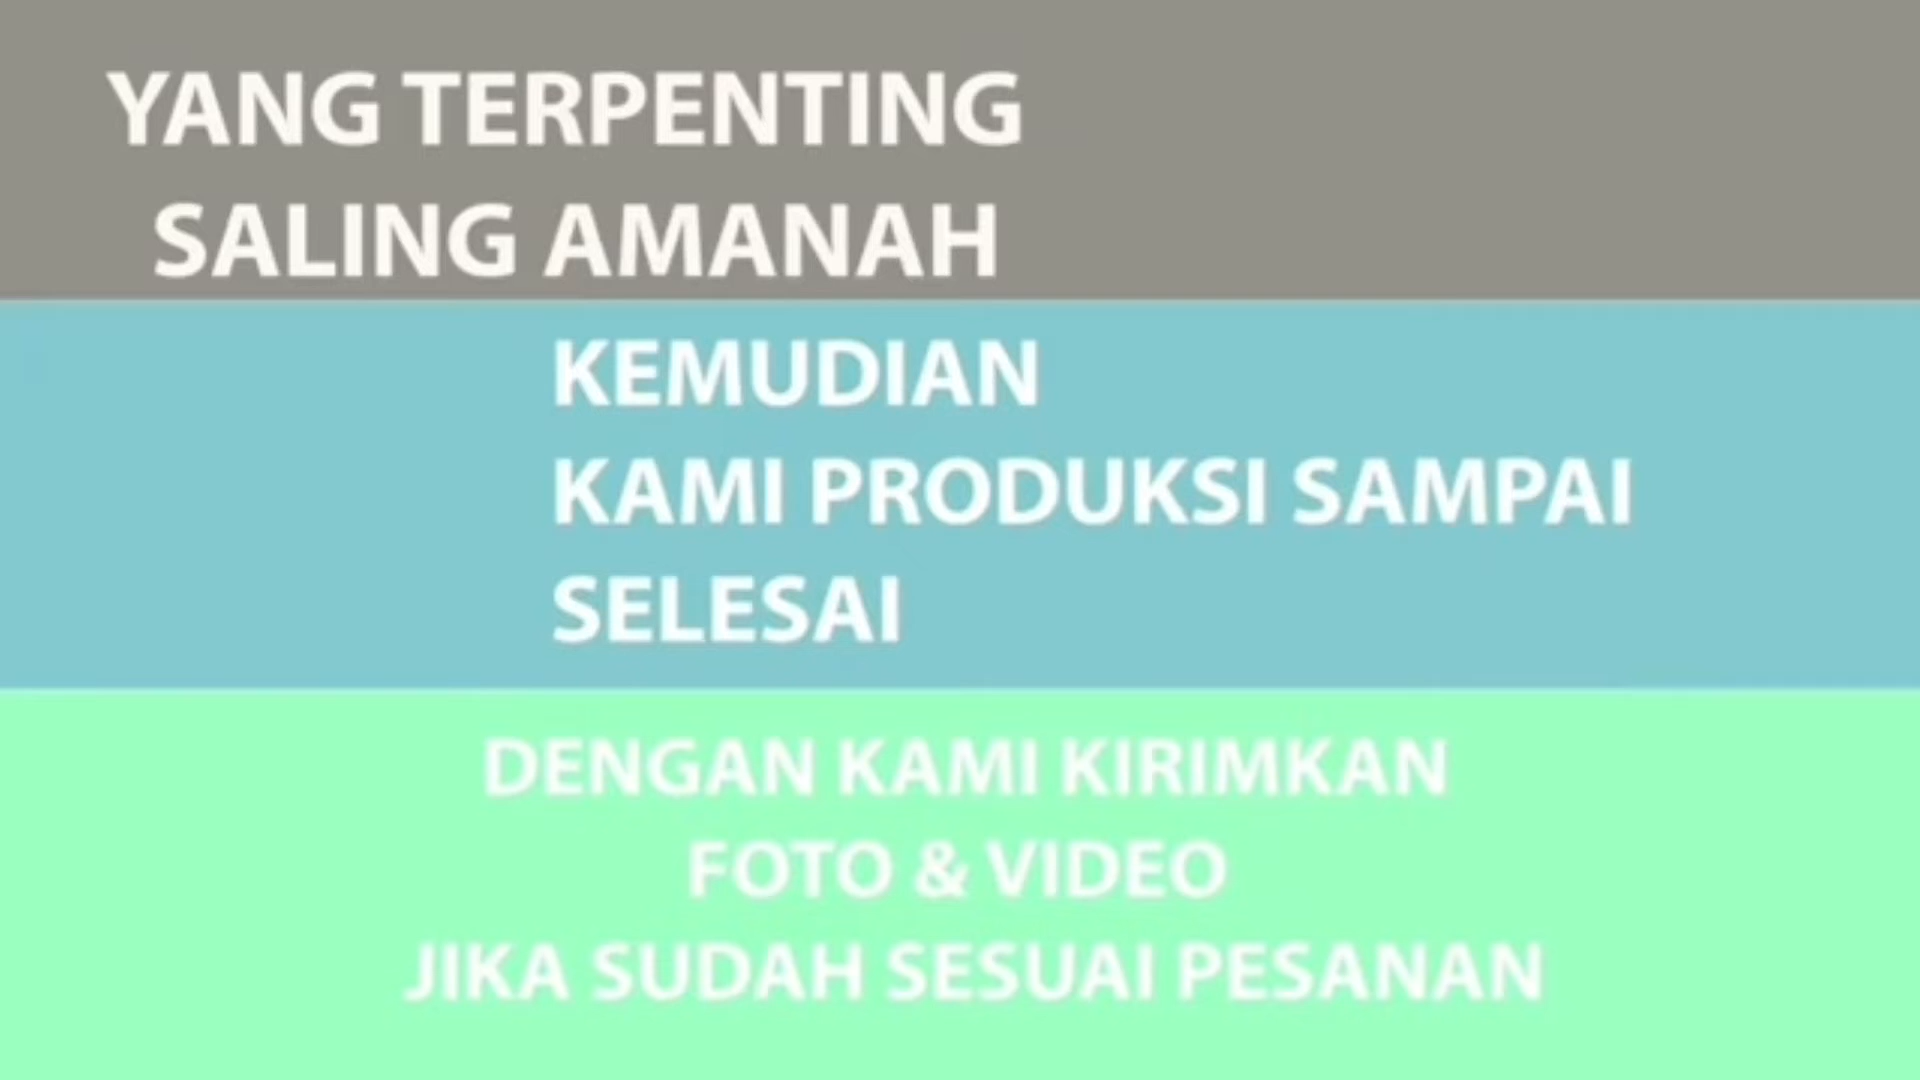 YANG TERPENTING
SALING AMANAH
KEMUDIAN
KAMI PRODUKSI SAMPAI
SELESAI
DENGAN KAMI KIRIMKAN
FOTO & VIDEO
JIKA SUDAH SESUAI PESANAN